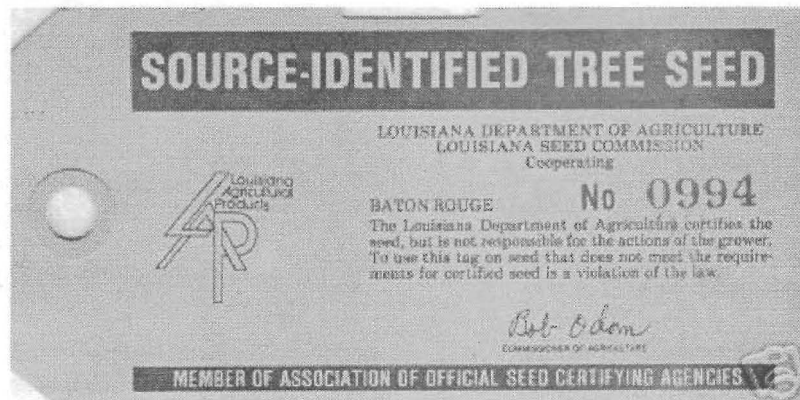 SOURCE-IDENTIFIED TREE SEED
LOUISIANA DEPARTMENT OF AGRICULTURE
LOUISIANA SEED COMMISSION
Cooperating
Louisiana
Agricultural
Products
LAP
BATON ROUGE No 0994
The Louisiana Department of Agriculture certifies the
seed, but is not responsible for the actions of the grower.
To use this tag on seed that does not meet the require-
ments for certified seed is a violation of the law.
Bob Odom
COMMISSIONER OF AGRICULTURE
MEMBER OF ASSOCIATION OF OFFICIAL SEED CERTIFYING AGENCIES